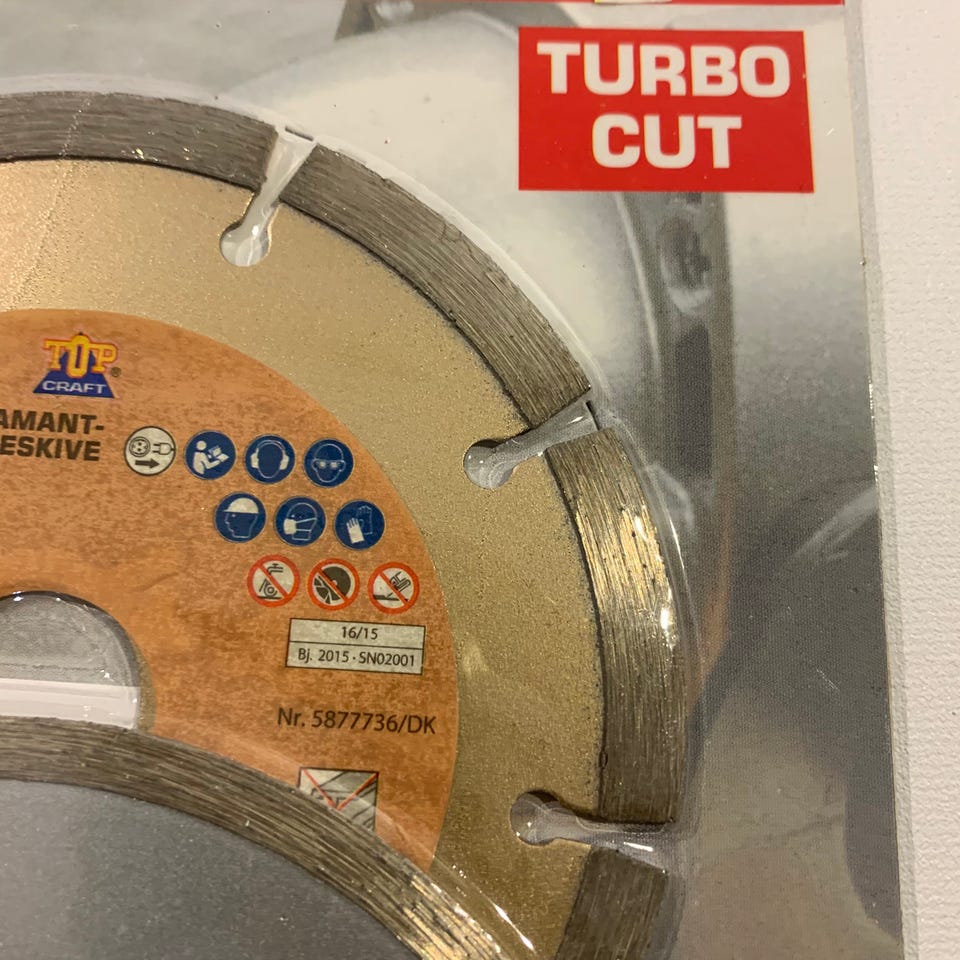 TURBO
CUT
TOP
CRAFT
®
AMANT-
ESKIVE
16/15
Bj. 2015 · SN02001
Nr. 5877736/DK